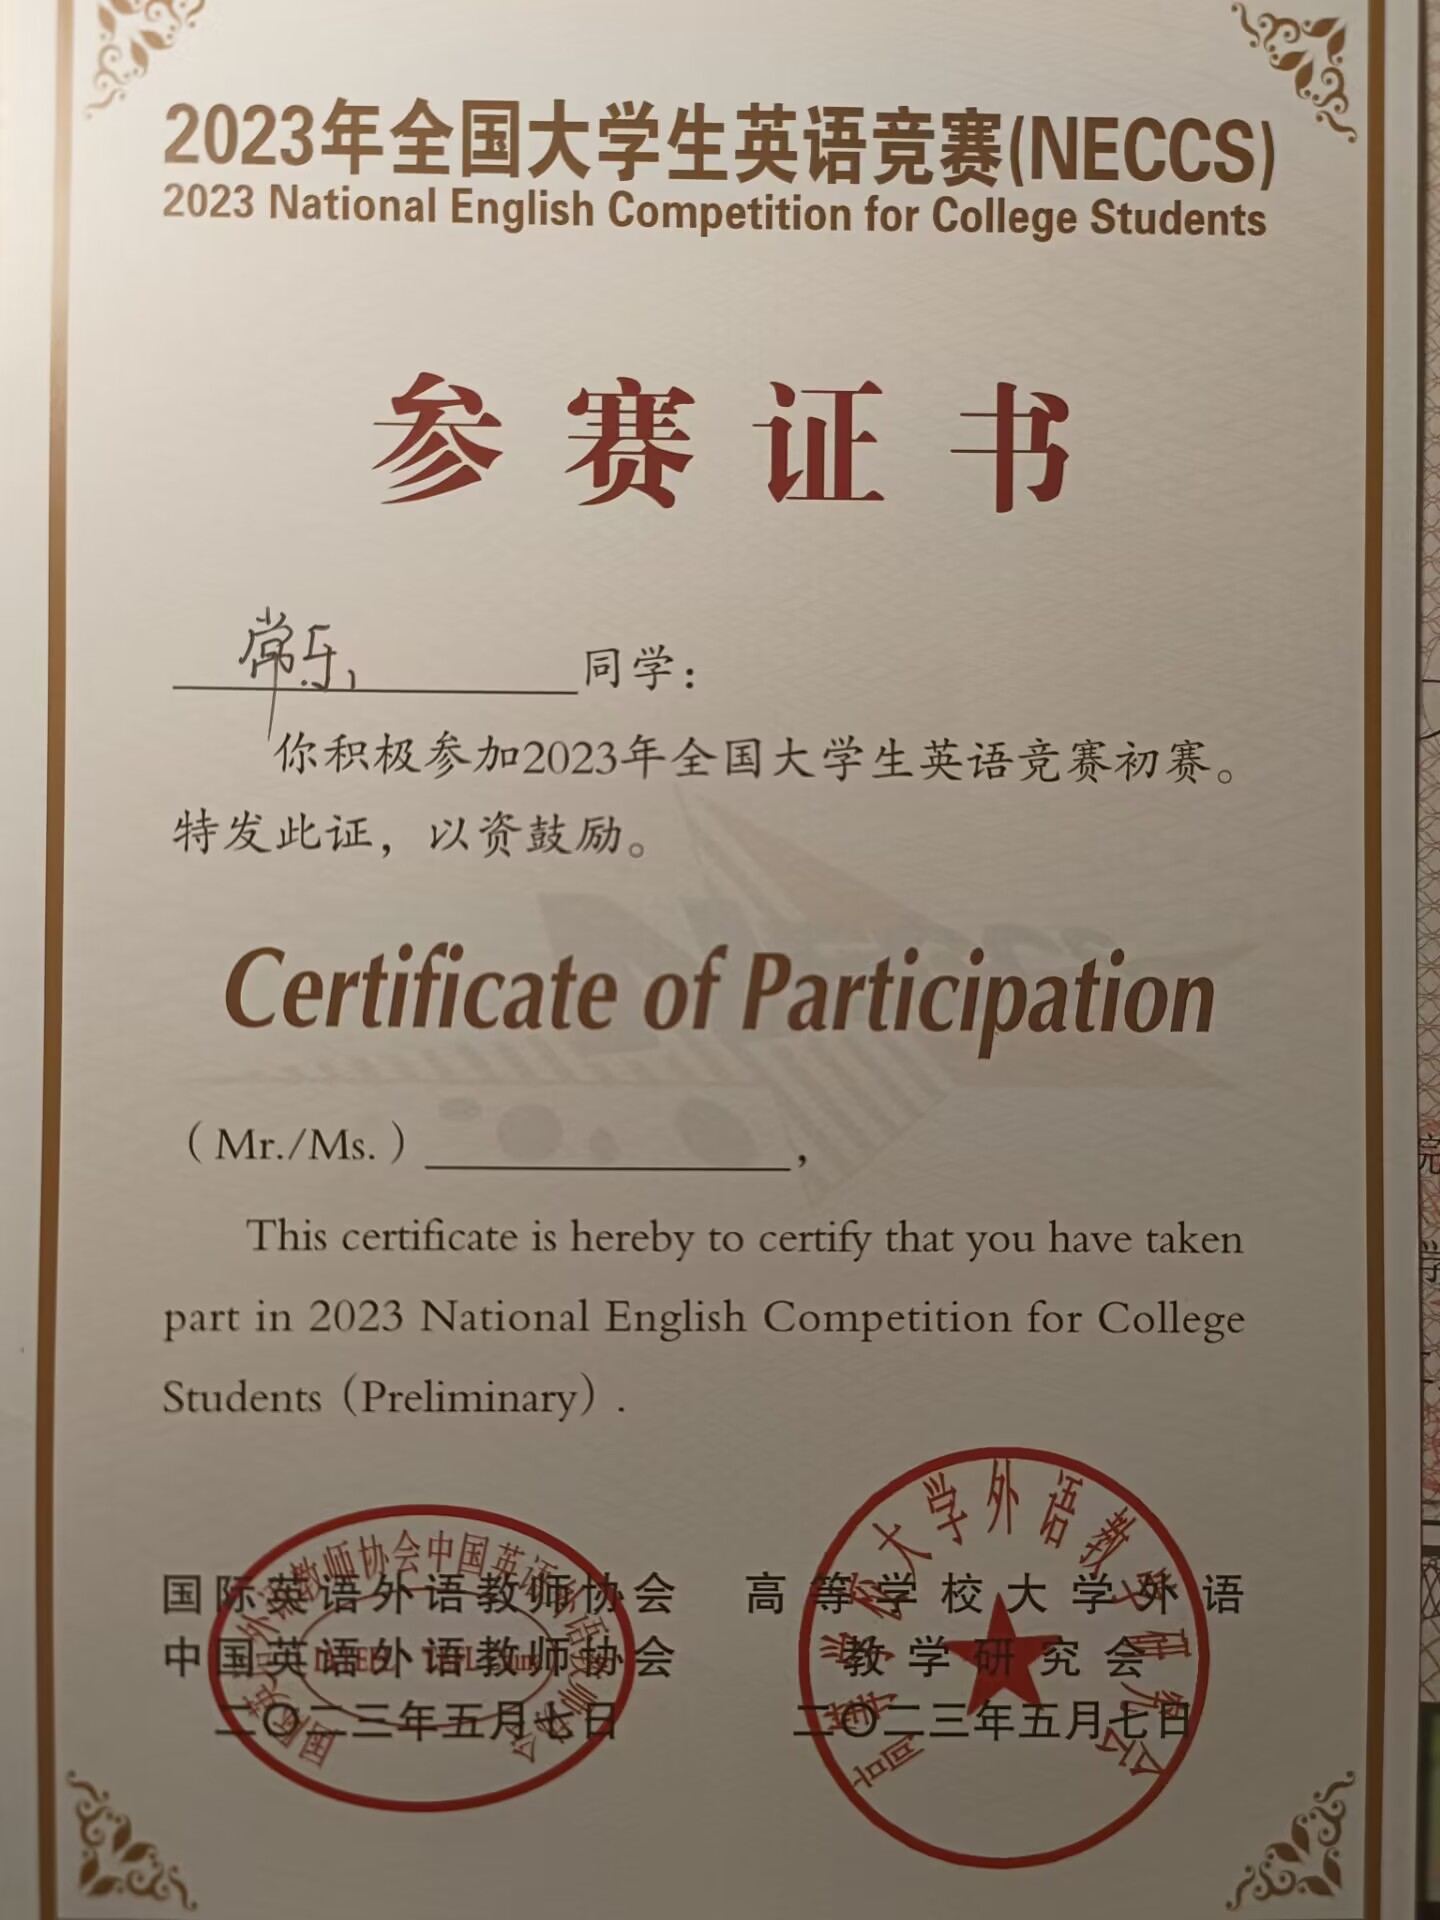 2023年全国大学生英语竞赛(NECCS)
2023 National English Competition for College Students
参赛证书
常乐 同学：
你积极参加2023年全国大学生英语竞赛初赛。
特发此证，以资鼓励。
Certificate of Participation
（Mr./Ms.） ,
This certificate is hereby to certify that you have taken
part in 2023 National English Competition for College
Students（Preliminary）.
国际英语外语教师协会
中国英语外语教师协会
二〇二三年五月七日
高等学校大学外语
教学研究会
二〇二三年五月七日
国际英语外语教师协会中国英语外语教师协会
高等学校大学外语教学研究会